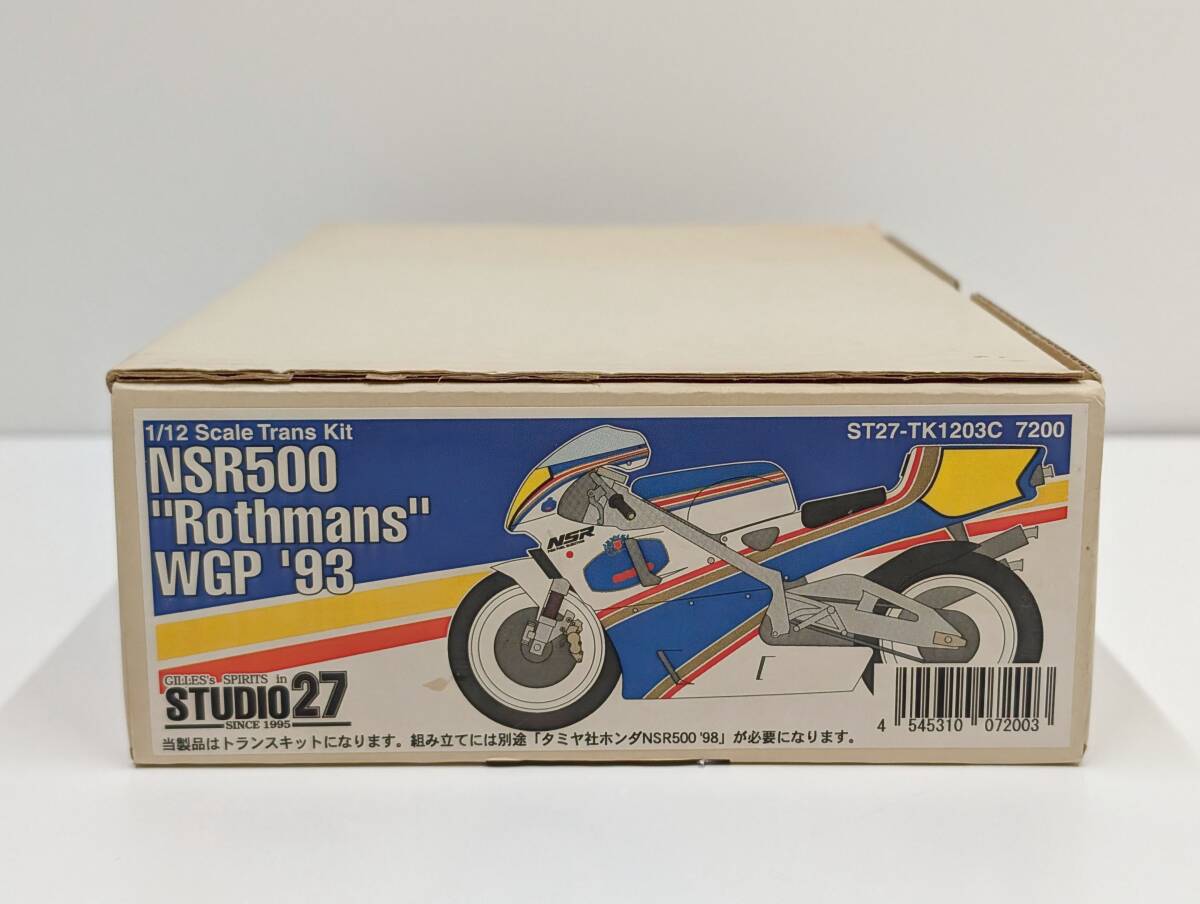 1/12 Scale Trans Kit
ST27-TK1203C 7200
NSR500
"Rothmans"
WGP '93
NSR
GILLES's SPIRITS in
STUDIO27
SINCE 1995
4 545310 072003
当製品はトランスキットになります。組み立てには別途「タミヤ社ホンダNSR500 '98」が必要になります。